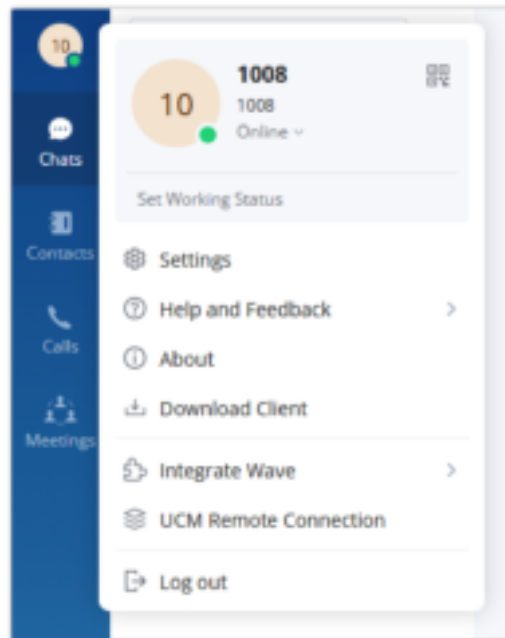 10
Chats
Contacts
Calls
Meetings
10
1008
1008
Online
Set Working Status
Settings
Help and Feedback
About
Download Client
Integrate Wave
UCM Remote Connection
Log out